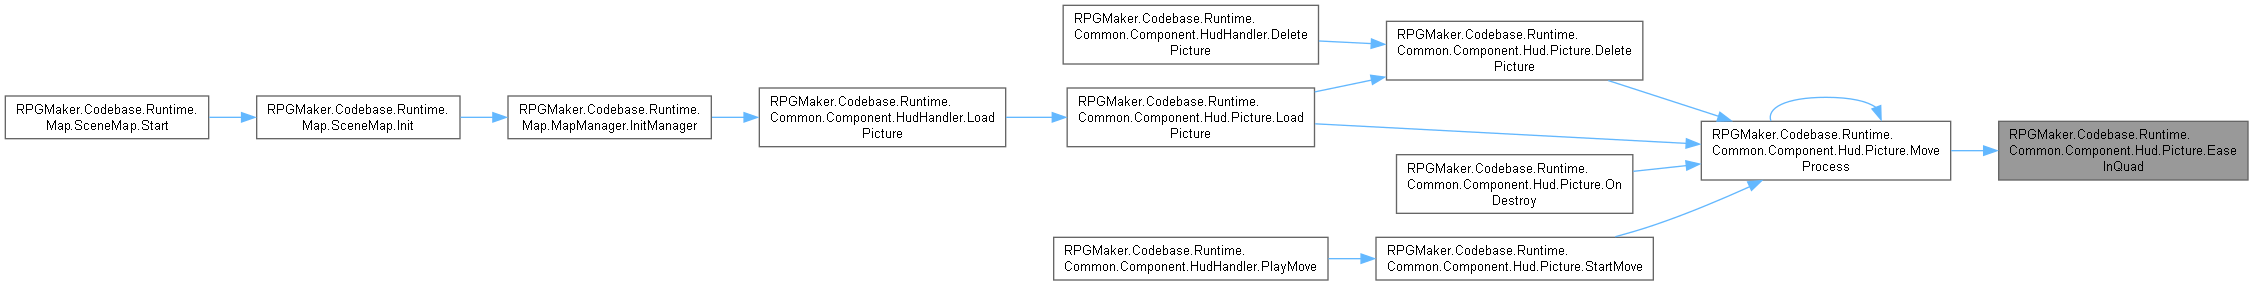 RPGMaker.Codebase.Runtime.
Common.Component.HudHandler.Delete
Picture
RPGMaker.Codebase.Runtime.
Common.Component.Hud.Picture.Delete
Picture
RPGMaker.Codebase.Runtime.
Map.SceneMap.Start
RPGMaker.Codebase.Runtime.
Map.SceneMap.Init
RPGMaker.Codebase.Runtime.
Map.MapManager.InitManager
RPGMaker.Codebase.Runtime.
Common.Component.HudHandler.Load
Picture
RPGMaker.Codebase.Runtime.
Common.Component.Hud.Picture.Load
Picture
RPGMaker.Codebase.Runtime.
Common.Component.Hud.Picture.Move
Process
RPGMaker.Codebase.Runtime.
Common.Component.Hud.Picture.Ease
InQuad
RPGMaker.Codebase.Runtime.
Common.Component.Hud.Picture.On
Destroy
RPGMaker.Codebase.Runtime.
Common.Component.HudHandler.PlayMove
RPGMaker.Codebase.Runtime.
Common.Component.Hud.Picture.StartMove